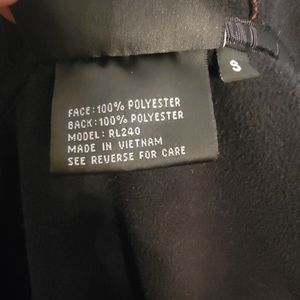 S
FACE: 100% POLYESTER
BACK: 100% POLYESTER
MODEL: RL240
MADE IN VIETNAM
SEE REVERSE FOR CARE